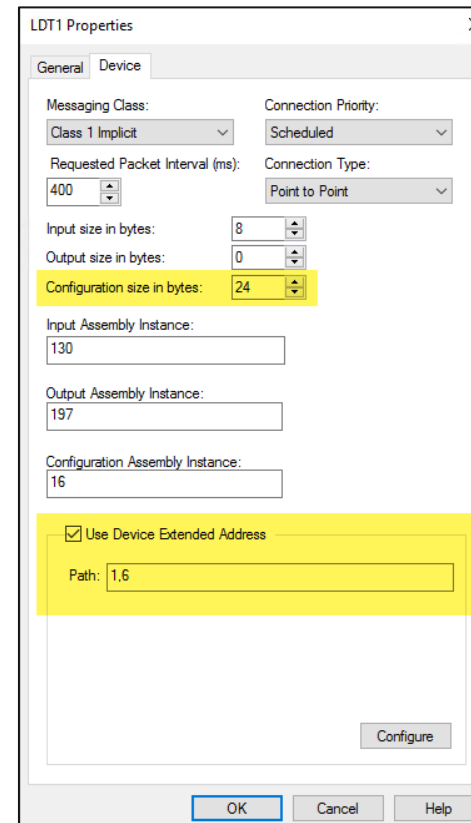 LDT1 Properties
General Device
Messaging Class: Connection Priority:
Class 1 Implicit Scheduled
Requested Packet Interval (ms): Connection Type:
400 Point to Point
Input size in bytes: 8
Output size in bytes: 0
Configuration size in bytes: 24
Input Assembly Instance:
130
Output Assembly Instance:
197
Configuration Assembly Instance:
16
Use Device Extended Address
Path: 1,6
Configure
OK Cancel Help